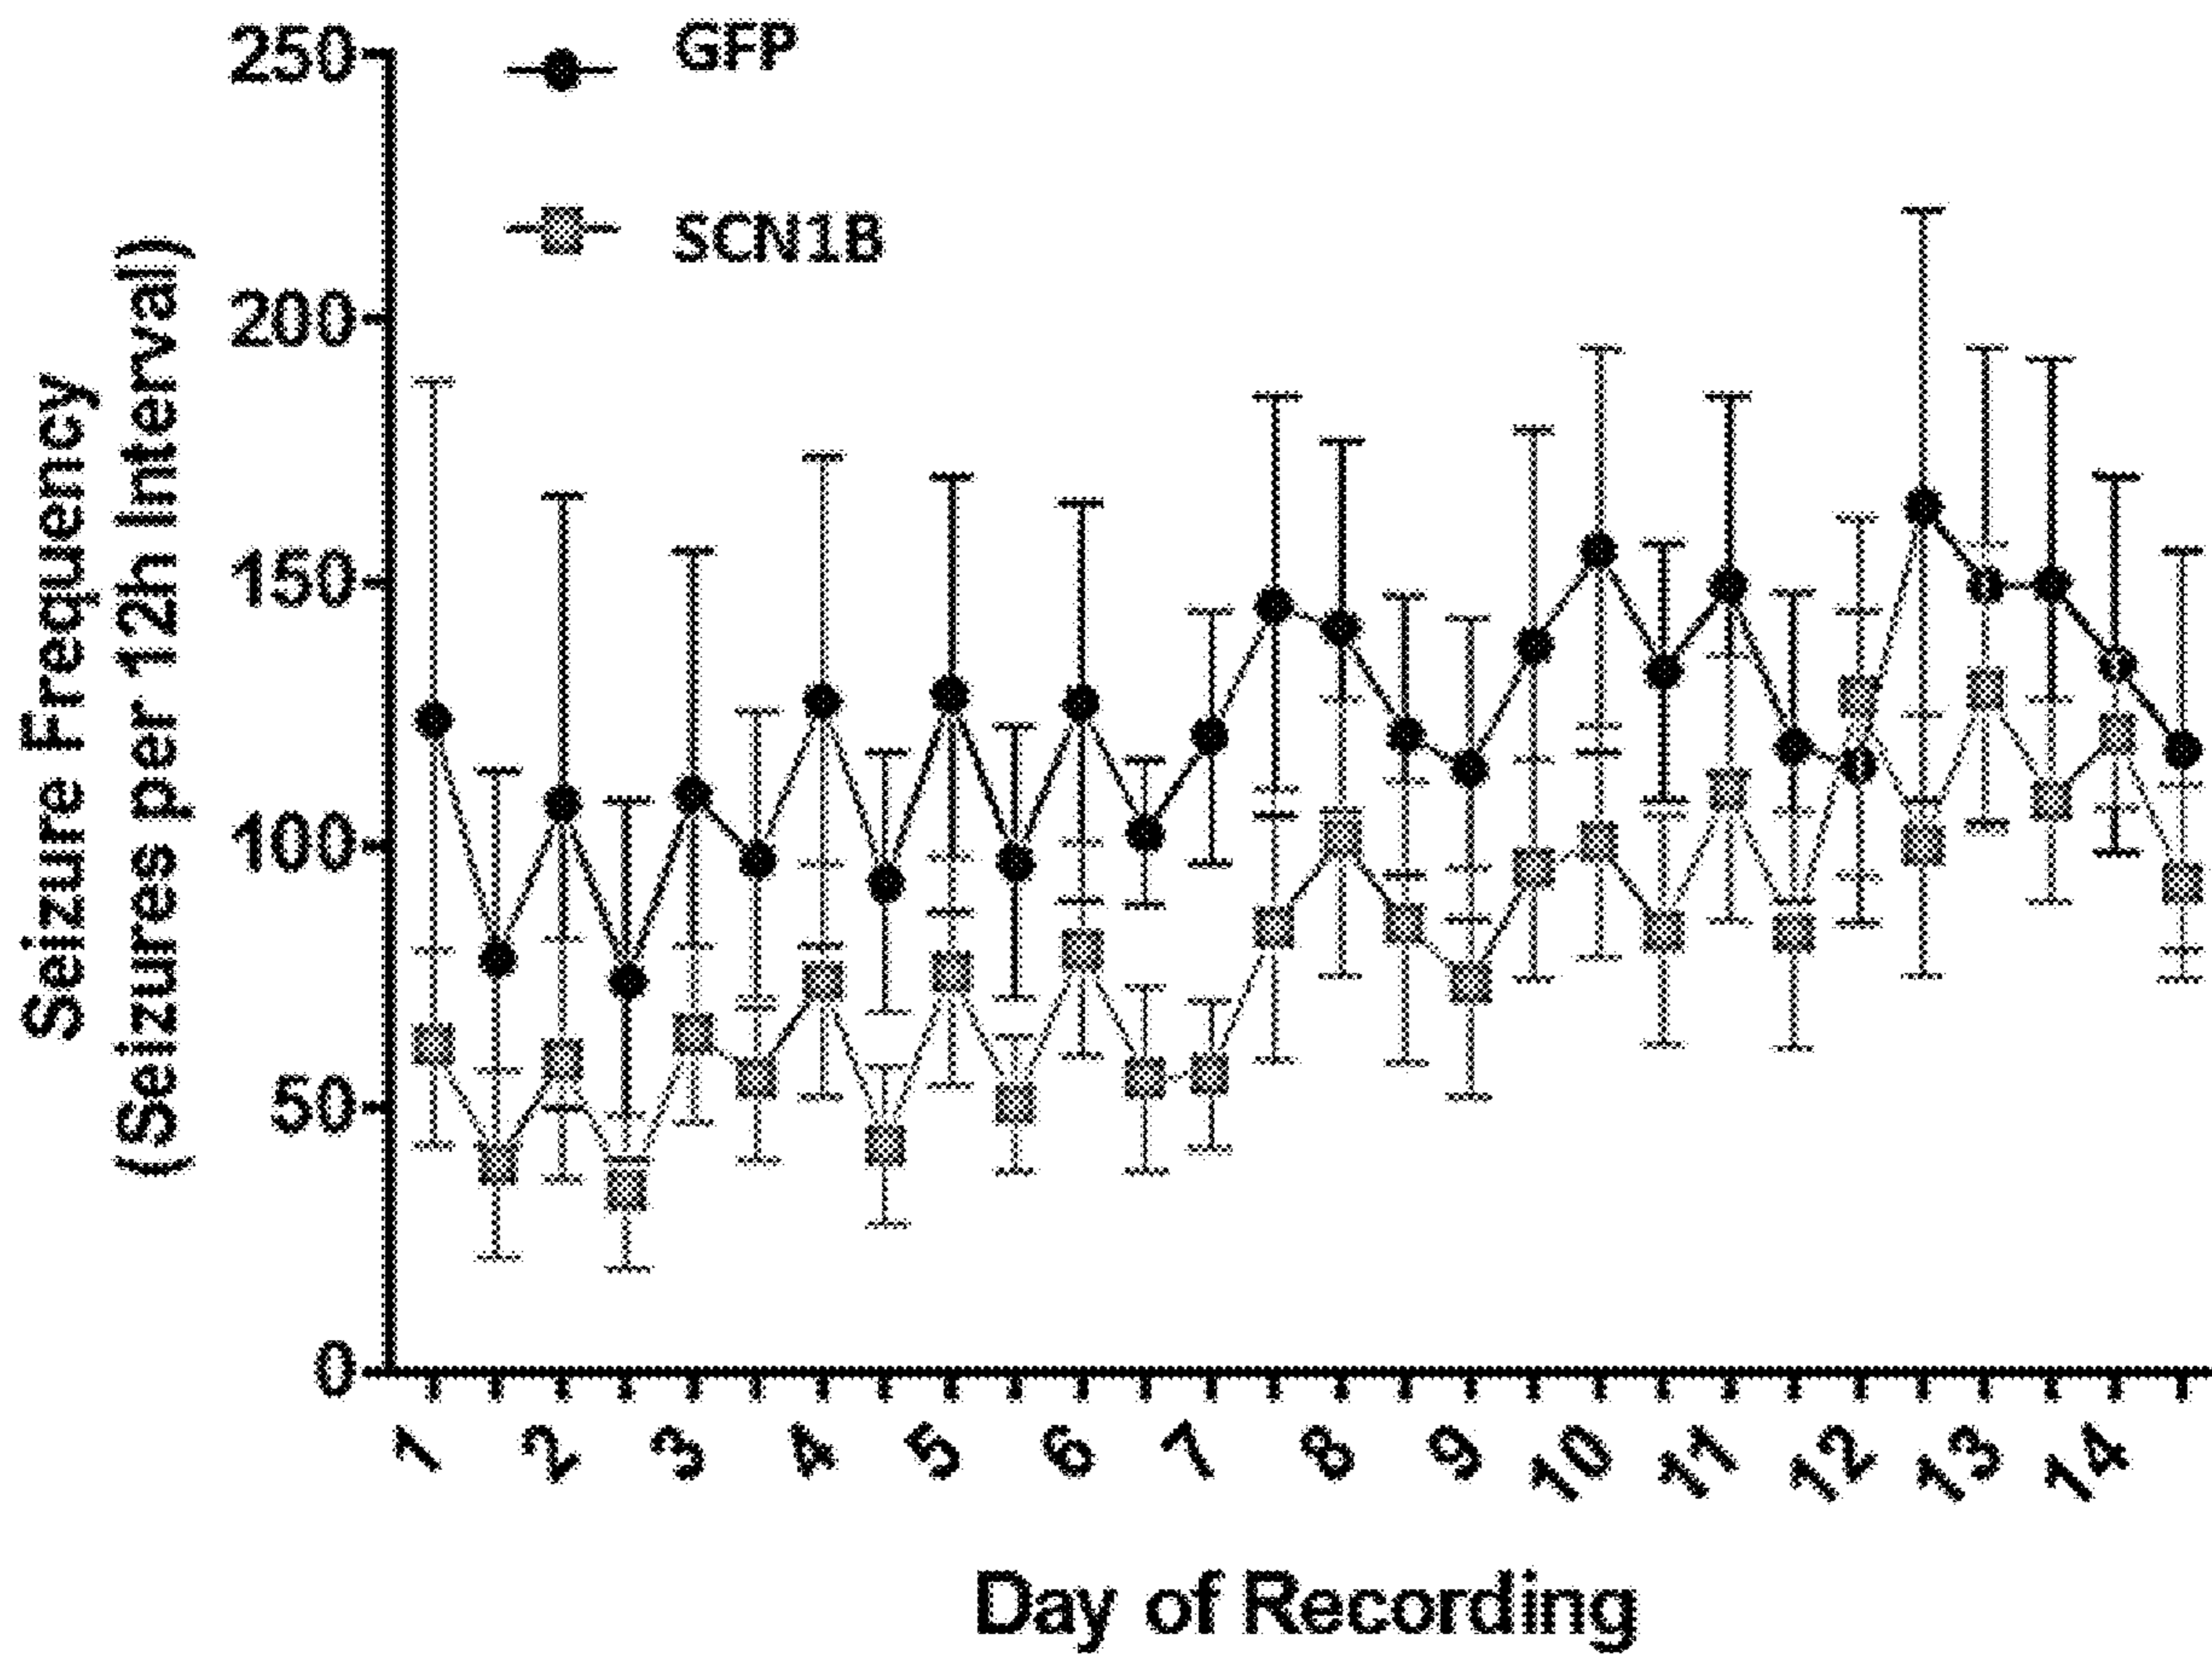 250
200
150
100
50
0
GFP
SCN1B
Seizure Frequency
(Seizures per 12h Interval)
1 2 3 4 5 6 7 8 9 10 11 12 13 14
Day of Recording